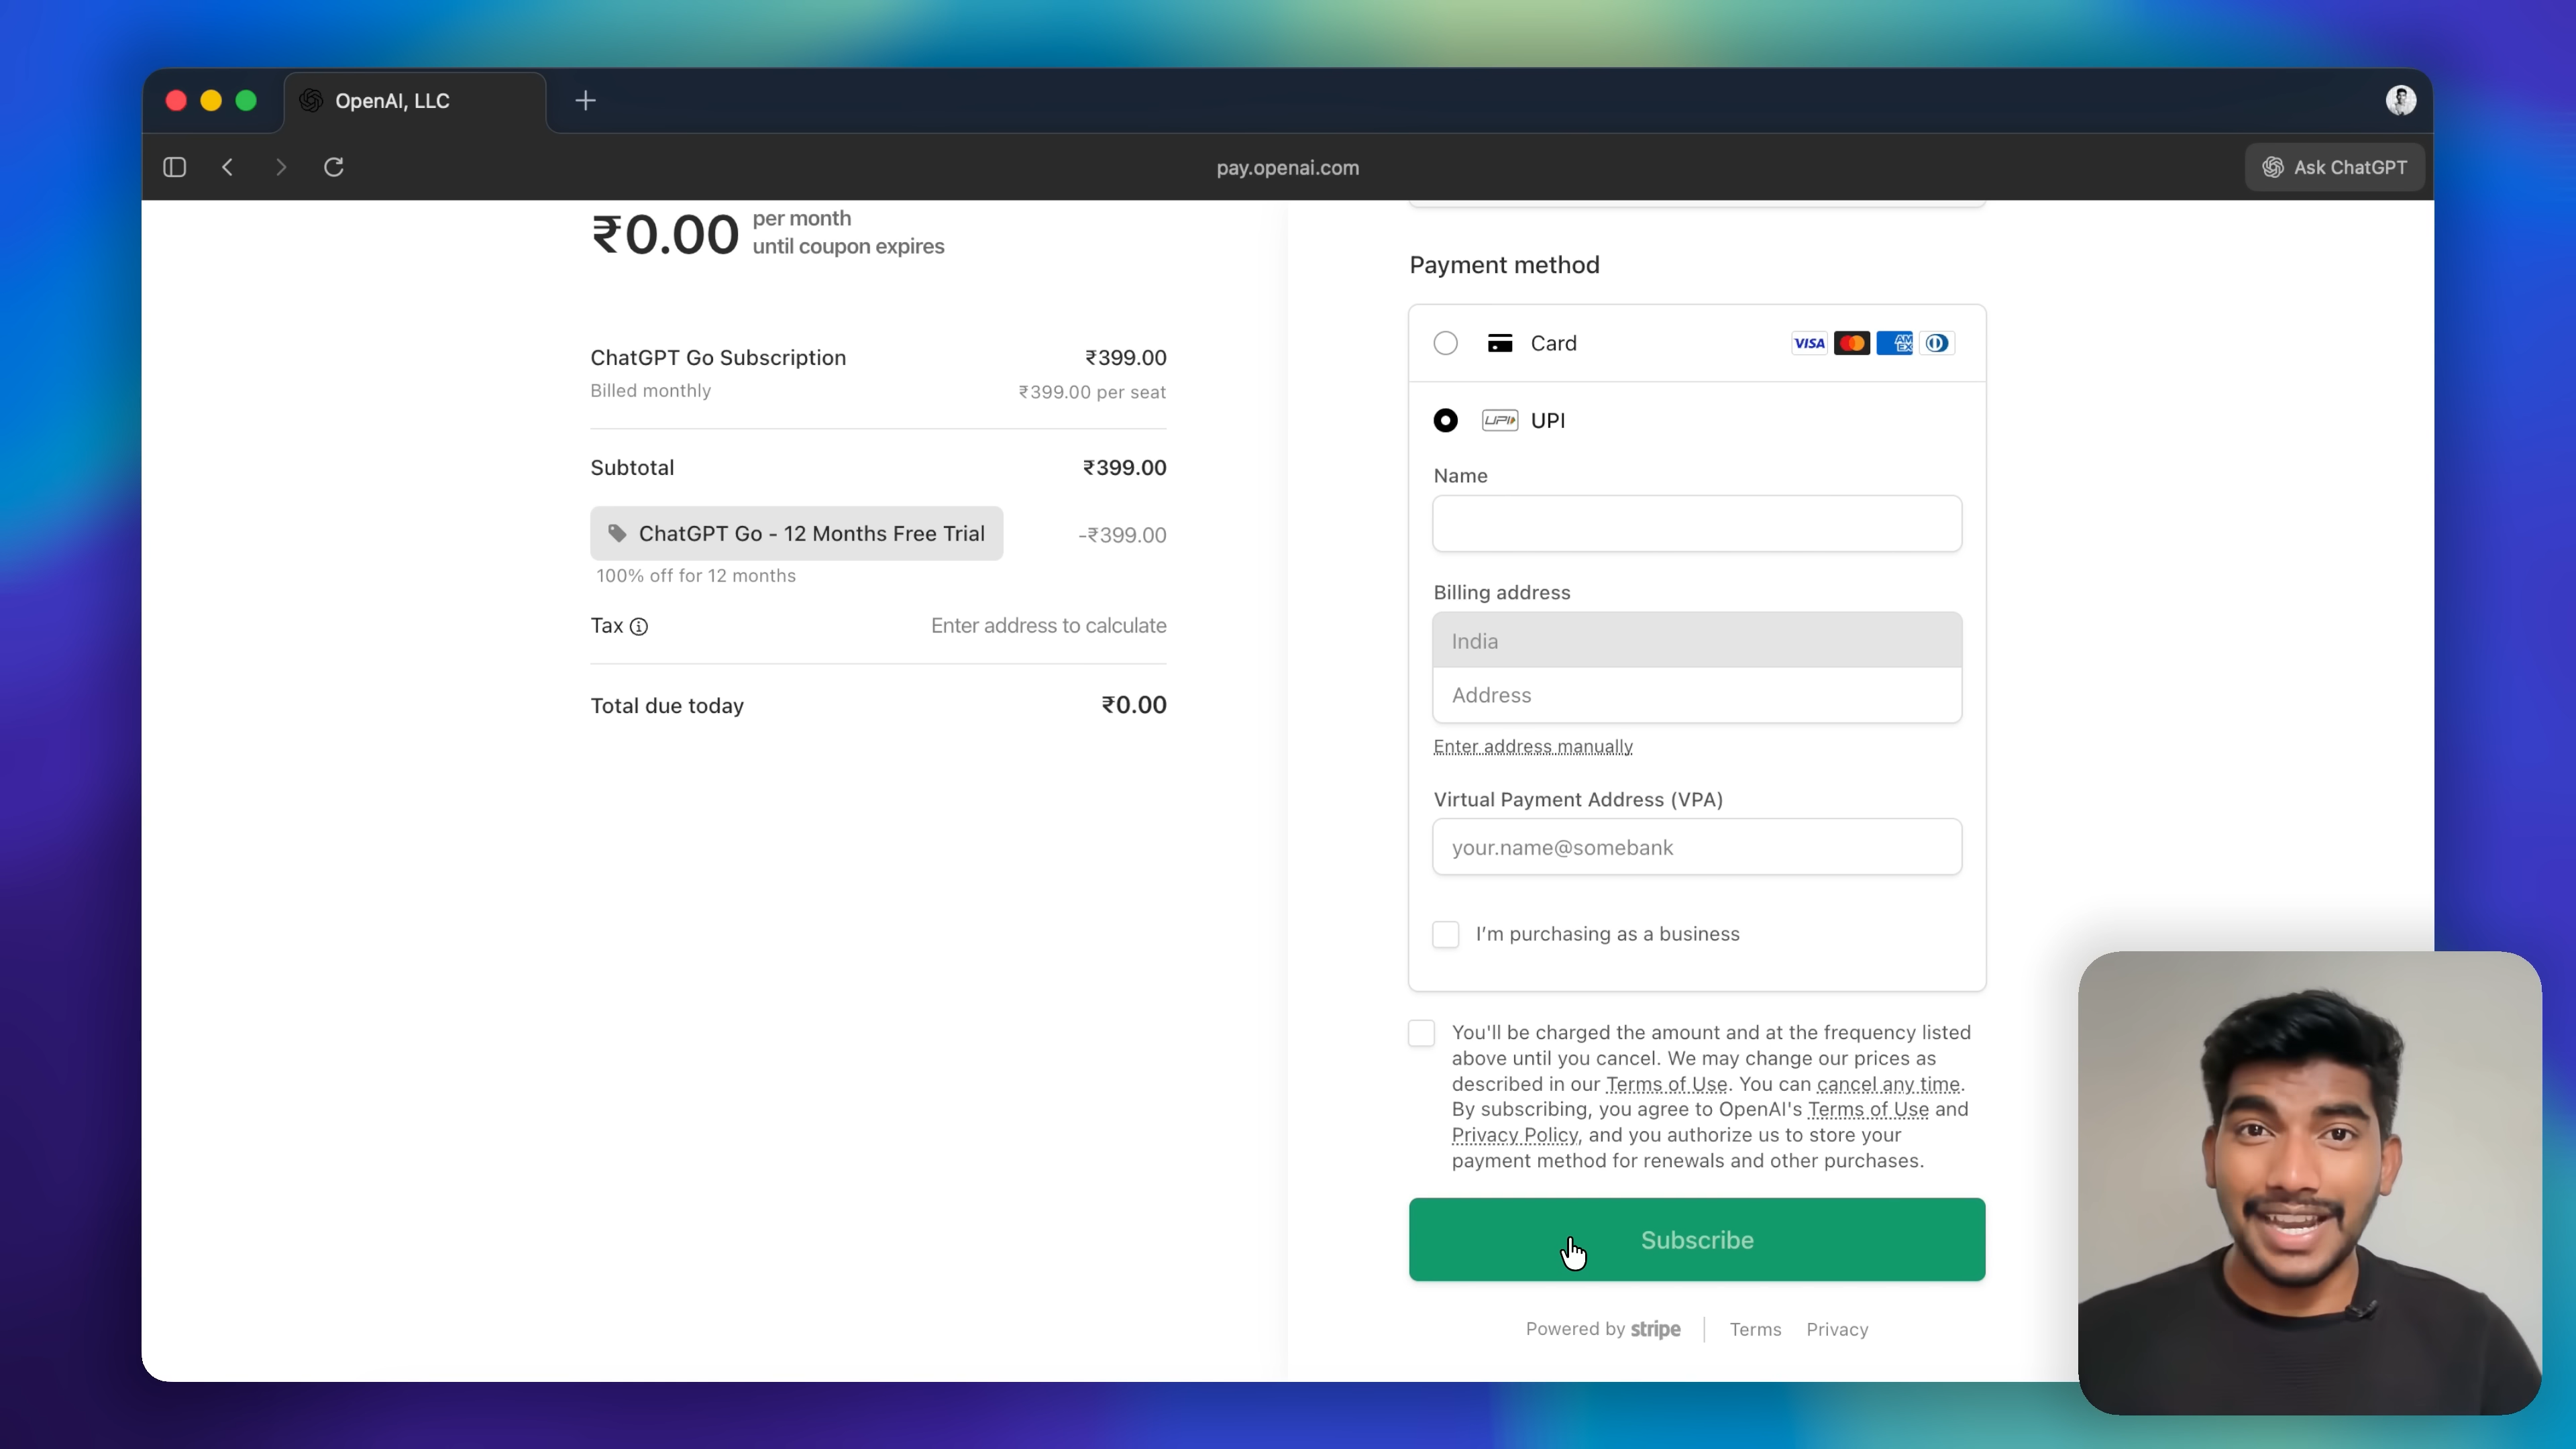 OpenAI, LLC
pay.openai.com
Ask ChatGPT
₹0.00
per month
until coupon expires
ChatGPT Go Subscription
₹399.00
Billed monthly
₹399.00 per seat
Subtotal
₹399.00
ChatGPT Go - 12 Months Free Trial
-₹399.00
100% off for 12 months
Tax
Enter address to calculate
Total due today
₹0.00
Payment method
Card
VISA
AM
EX
UPI
UPI
Name
Billing address
India
Address
Enter address manually
Virtual Payment Address (VPA)
your.name@somebank
I'm purchasing as a business
You'll be charged the amount and at the frequency listed
above until you cancel. We may change our prices as
described in our Terms of Use. You can cancel any time.
By subscribing, you agree to OpenAI's Terms of Use and
Privacy Policy, and you authorize us to store your
payment method for renewals and other purchases.
Subscribe
Powered by stripe
Terms
Privacy